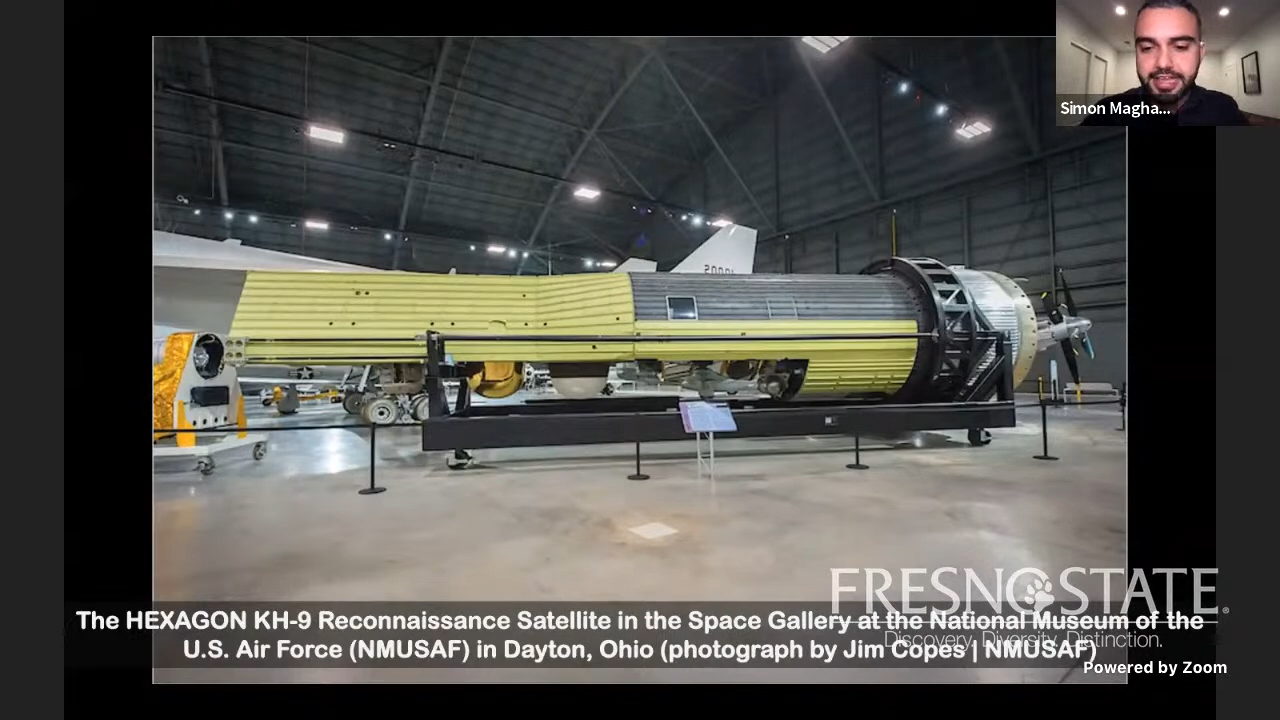 Simon Magha...
20001
FRESNO STATE®
The HEXAGON KH-9 Reconnaissance Satellite in the Space Gallery at the National Museum of the
U.S. Air Force (NMUSAF) in Dayton, Ohio (photograph by Jim Copes | NMUSAF)
Discovery. Diversity. Distinction.
Powered by Zoom